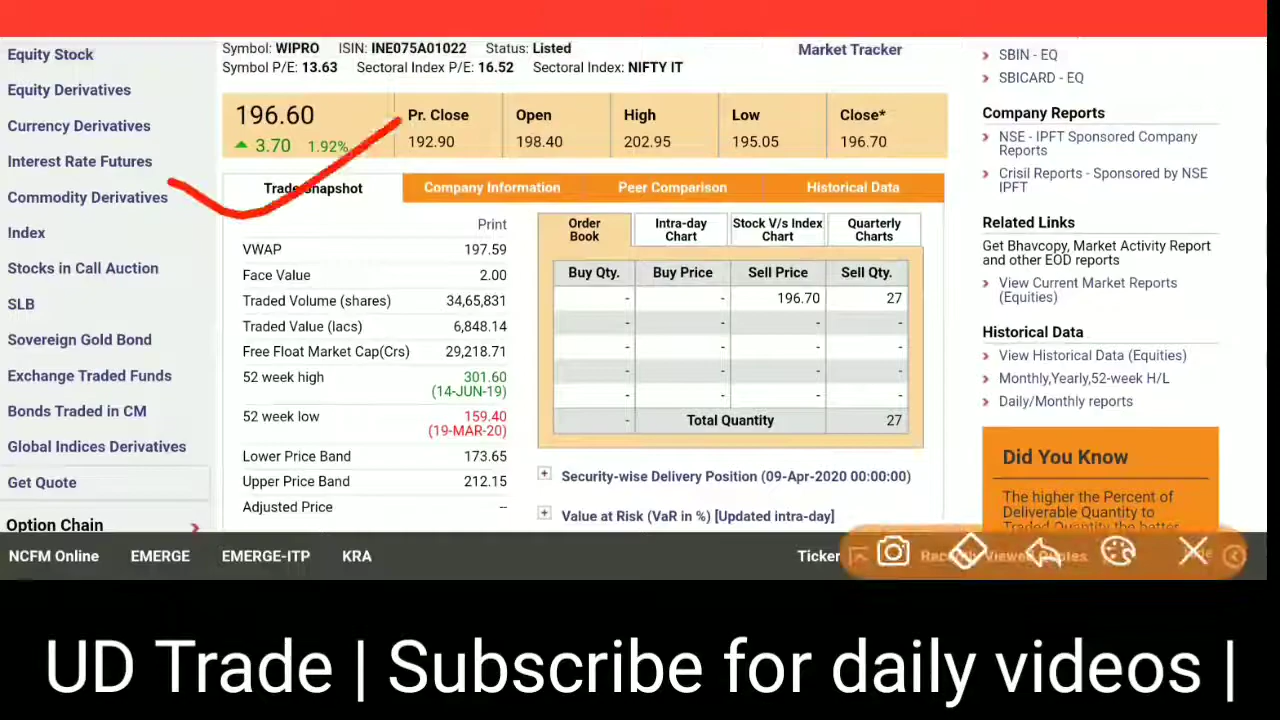 Equity Stock
Equity Derivatives
Currency Derivatives
Interest Rate Futures
Commodity Derivatives
Index
Stocks in Call Auction
SLB
Sovereign Gold Bond
Exchange Traded Funds
Bonds Traded in CM
Global Indices Derivatives
Get Quote
Option Chain
Symbol: WIPRO ISIN: INE075A01022 Status: Listed
Symbol P/E: 13.63 Sectoral Index P/E: 16.52 Sectoral Index: NIFTY IT
Market Tracker
196.60
3.70 1.92%
Pr. Close Open High Low Close*
192.90 198.40 202.95 195.05 196.70
Trade Snapshot Company Information Peer Comparison Historical Data
Print
VWAP 197.59
Face Value 2.00
Traded Volume (shares) 34,65,831
Traded Value (lacs) 6,848.14
Free Float Market Cap(Crs) 29,218.71
52 week high 301.60
(14-JUN-19)
52 week low 159.40
(19-MAR-20)
Lower Price Band 173.65
Upper Price Band 212.15
Adjusted Price --
Order Book
Intra-day Chart
Stock V/s Index Chart
Quarterly Charts
Buy Qty. Buy Price Sell Price Sell Qty.
- - 196.70 27
- - - -
- - - -
- - - -
- - - -
- Total Quantity 27
+ Security-wise Delivery Position (09-Apr-2020 00:00:00)
+ Value at Risk (VaR in %) [Updated intra-day]
SBIN - EQ
SBICARD - EQ
Company Reports
NSE - IPFT Sponsored Company
Reports
Crisil Reports - Sponsored by NSE
IPFT
Related Links
Get Bhavcopy, Market Activity Report
and other EOD reports
View Current Market Reports
(Equities)
Historical Data
View Historical Data (Equities)
Monthly,Yearly,52-week H/L
Daily/Monthly reports
Did You Know
The higher the Percent of
Deliverable Quantity to
Traded Quantity the better
NCFM Online EMERGE EMERGE-ITP KRA Ticker Recently Viewed Quotes
UD Trade | Subscribe for daily videos |